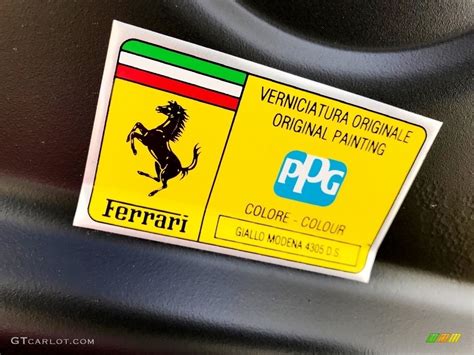 Ferrari
VERNICIATURA ORIGINALE
ORIGINAL PAINTING
PPG
COLORE - COLOUR
GIALLO MODENA 4305 D.S.
GTCARLOT.COM